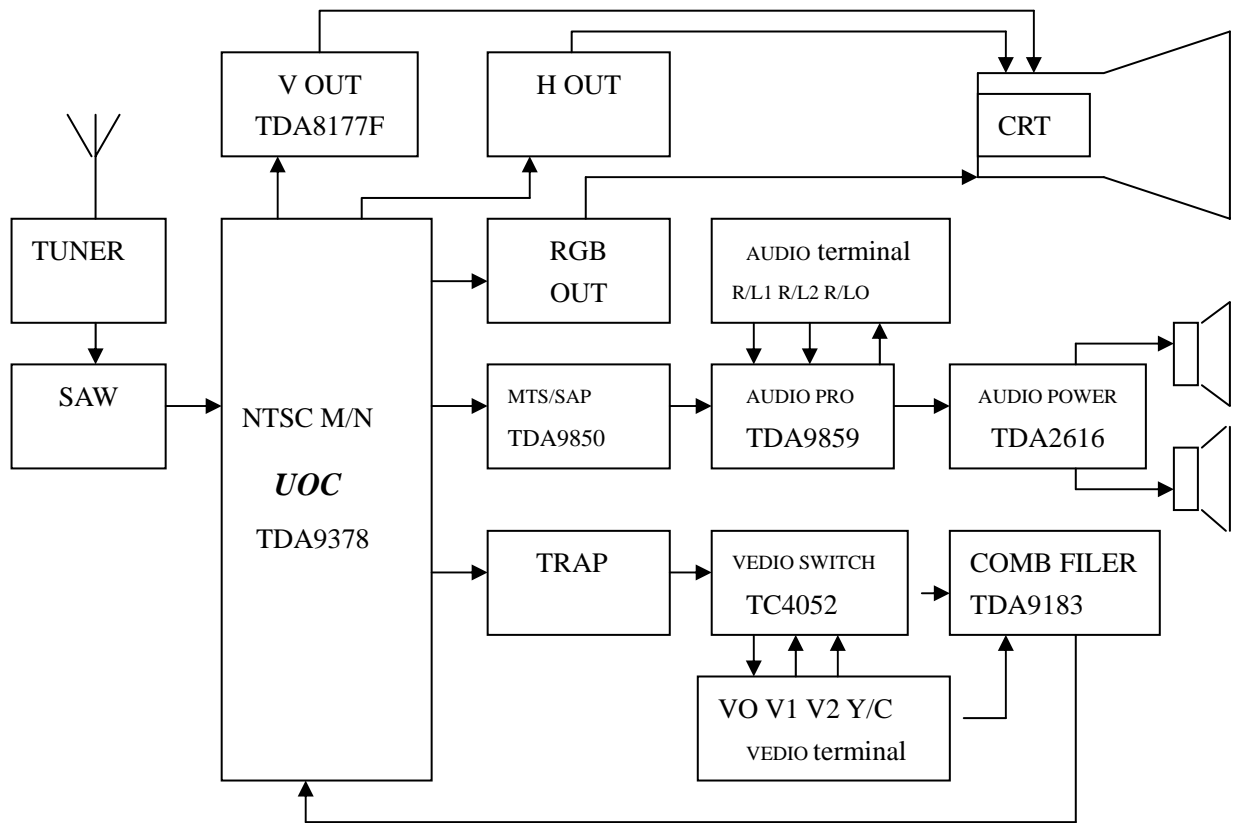 V OUT
TDA8177F
H OUT
CRT
TUNER
RGB
OUT
AUDIO terminal
R/L1 R/L2 R/LO
SAW
NTSC M/N
UOC
TDA9378
MTS/SAP
TDA9850
AUDIO PRO
TDA9859
AUDIO POWER
TDA2616
TRAP
VEDIO SWITCH
TC4052
COMB FILER
TDA9183
VO V1 V2 Y/C
VEDIO terminal